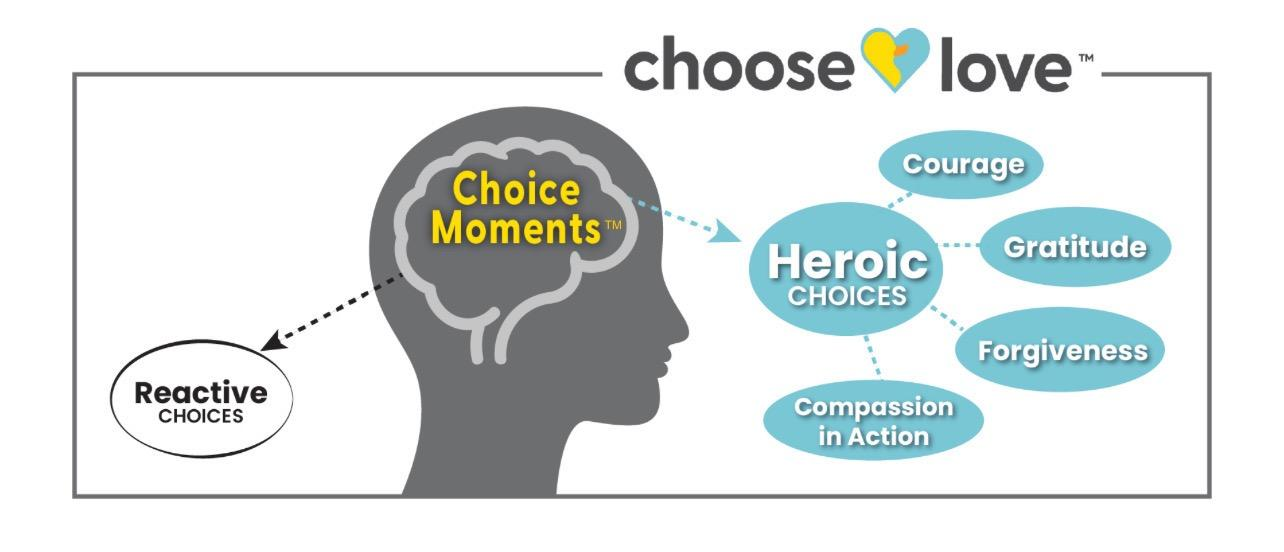 choose love™
Choice
Moments™
Reactive
CHOICES
Heroic
CHOICES
Courage
Gratitude
Forgiveness
Compassion
in Action